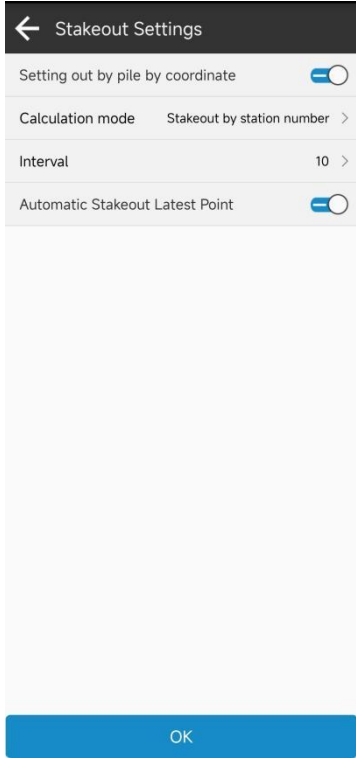 Stakeout Settings
Setting out by pile by coordinate
Calculation mode Stakeout by station number
Interval 10
Automatic Stakeout Latest Point
OK